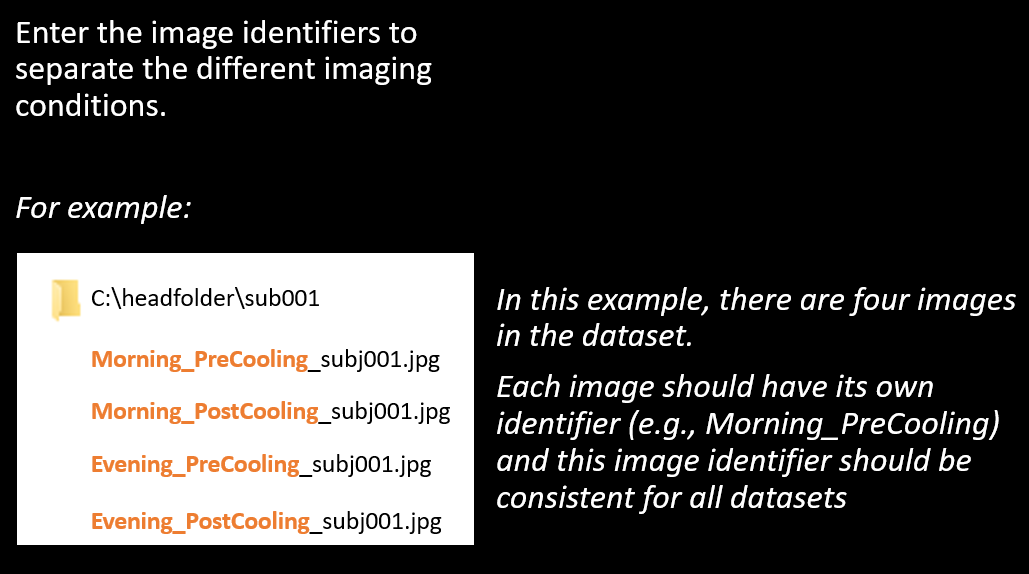 Enter the image identifiers to
separate the different imaging
conditions.
For example:
C:\headfolder\sub001
Morning_PreCooling_subj001.jpg
Morning_PostCooling_subj001.jpg
Evening_PreCooling_subj001.jpg
Evening_PostCooling_subj001.jpg
In this example, there are four images
in the dataset.
Each image should have its own
identifier (e.g., Morning_PreCooling)
and this image identifier should be
consistent for all datasets